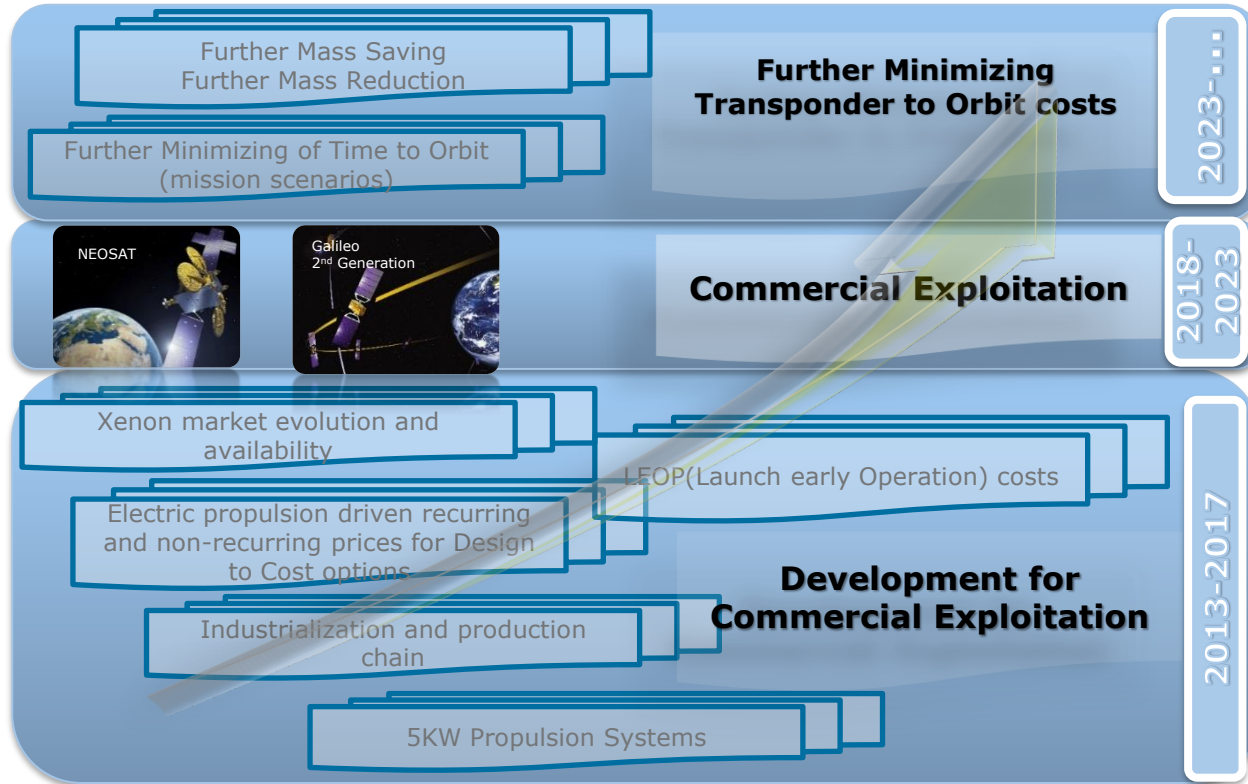 Further Mass Saving
Further Mass Reduction
Further Minimizing
Transponder to Orbit costs
2023-...
Further Minimizing of Time to Orbit
(mission scenarios)
NEOSAT
Galileo
2nd Generation
Commercial Exploitation
2018-
2023
Xenon market evolution and
availability
LEOP(Launch early Operation) costs
Electric propulsion driven recurring
and non-recurring prices for Design
to Cost options
Development for
Commercial Exploitation
2013-2017
Industrialization and production
chain
5KW Propulsion Systems